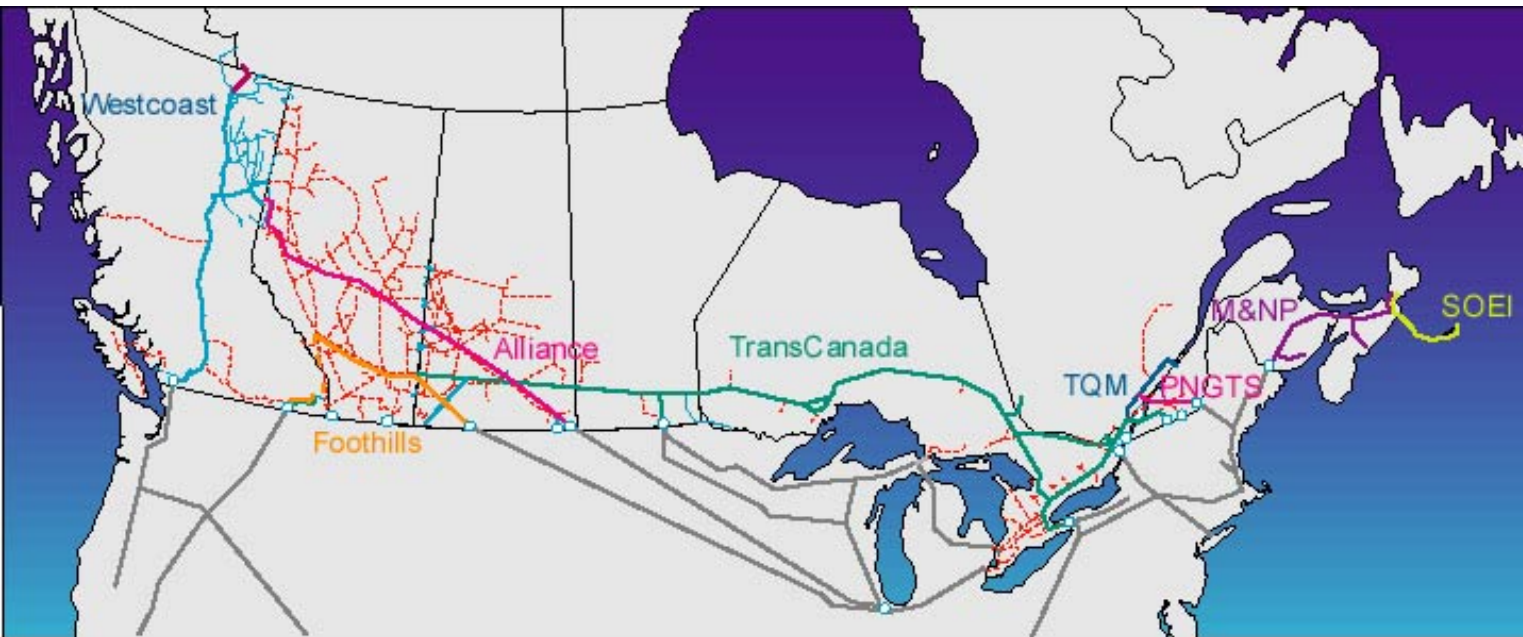 Westcoast
Alliance
Foothills
TransCanada
TQM
PNGTS
M&NP
SOEI